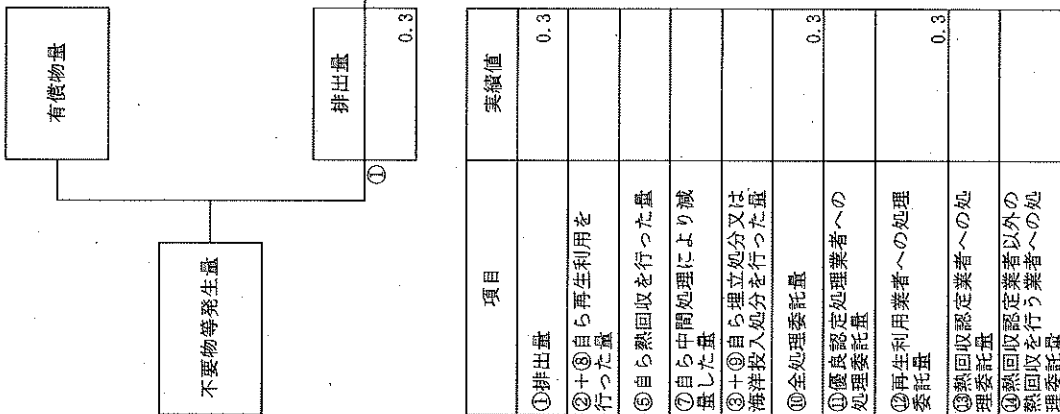 有償物量
不要物等発生量
①
排出量
0.3
項目
実績値
①排出量
0.3
②+⑧自ら再生利用を
行った量
⑤自ら熱回収を行った量
⑦自ら中間処理により減
量した量
③+⑨自ら埋立処分又は
海洋投入処分を行った量
⑩全処理委託量
0.3
⑪優良認定処理業者への
処理委託量
⑫再生利用業者への処理
委託量
0.3
⑬熱回収認定業者への処
理委託量
⑭熱回収認定業者以外の
熱回収を行う業者への処
理委託量